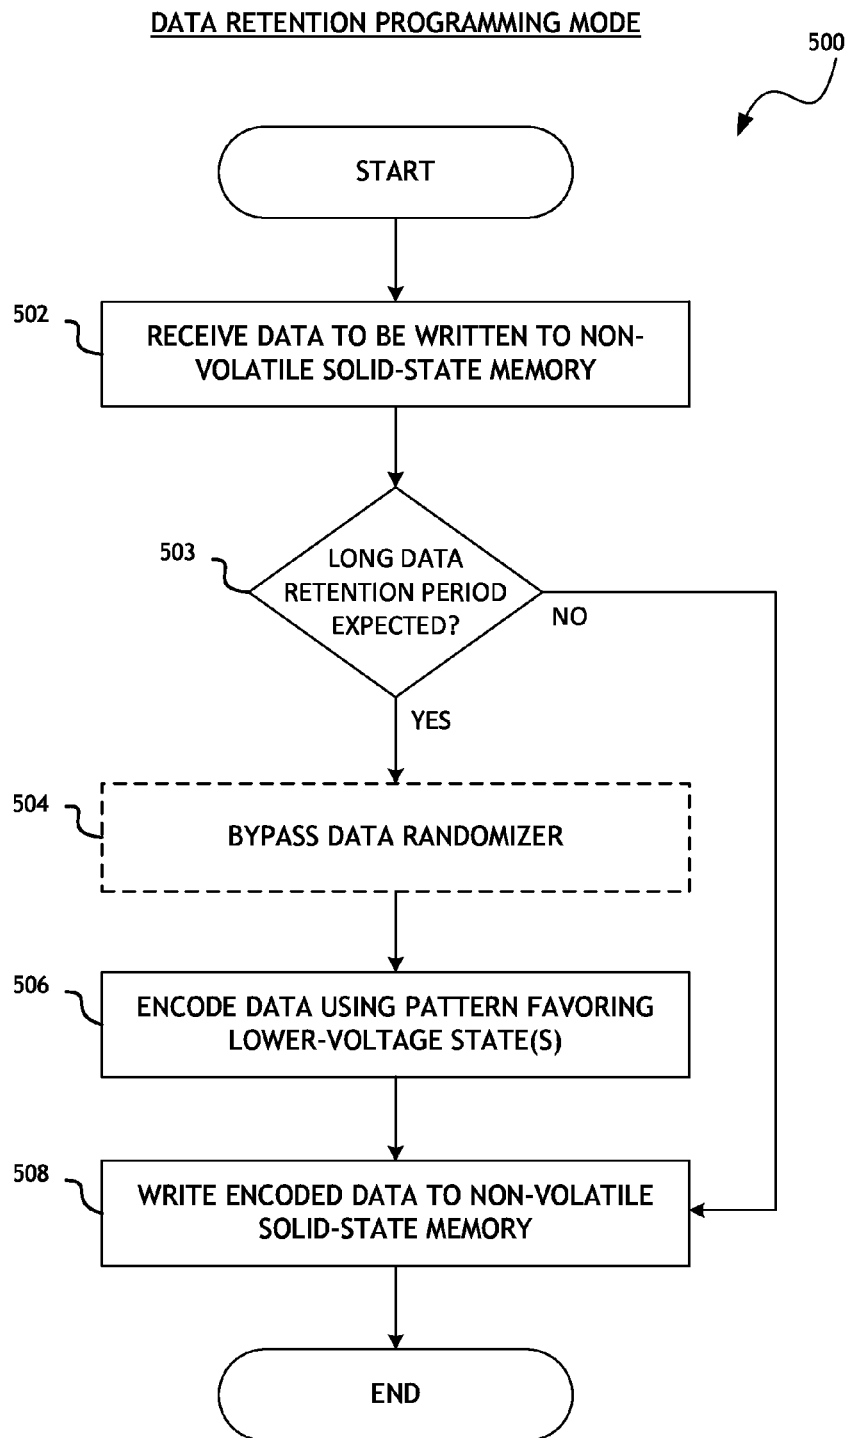 DATA RETENTION PROGRAMMING MODE
500
START
502
RECEIVE DATA TO BE WRITTEN TO NON-
VOLATILE SOLID-STATE MEMORY
503
LONG DATA
RETENTION PERIOD
EXPECTED?
NO
YES
504
BYPASS DATA RANDOMIZER
506
ENCODE DATA USING PATTERN FAVORING
LOWER-VOLTAGE STATE(S)
508
WRITE ENCODED DATA TO NON-VOLATILE
SOLID-STATE MEMORY
END